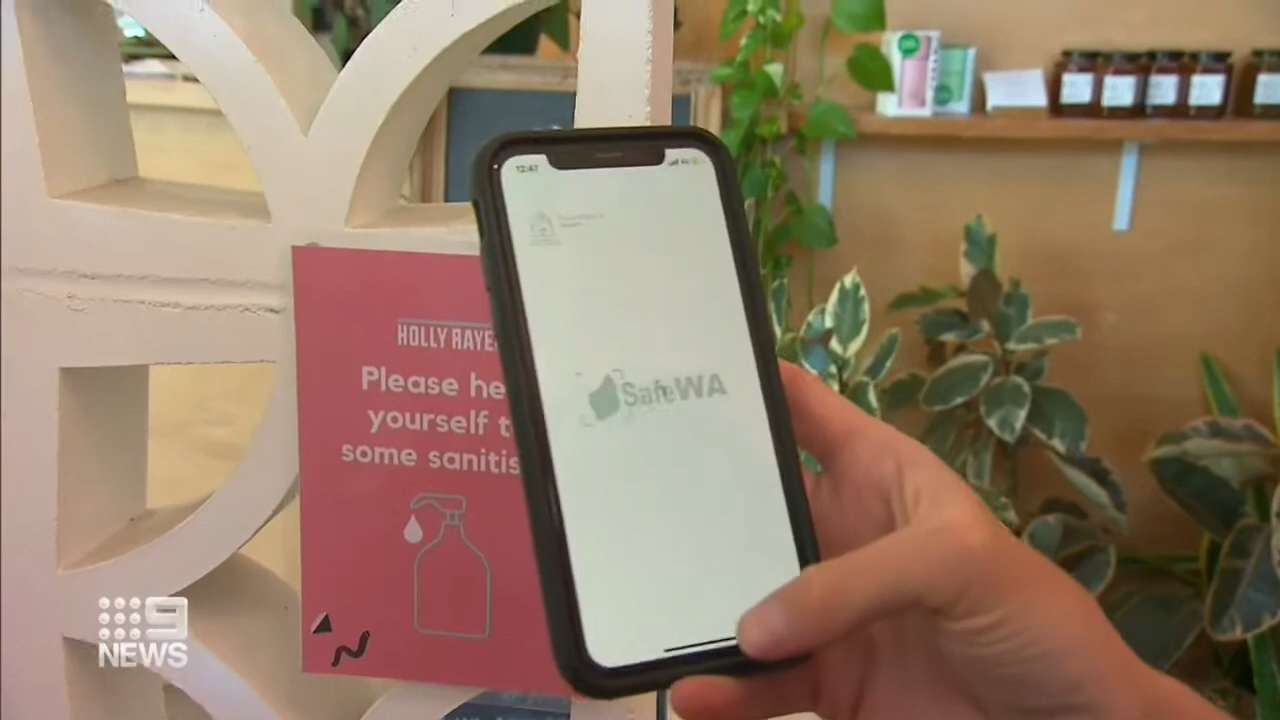 12:41
SafeWA
HOLLY RAYE
Please he
yourself t
some sanitis
9
NEWS